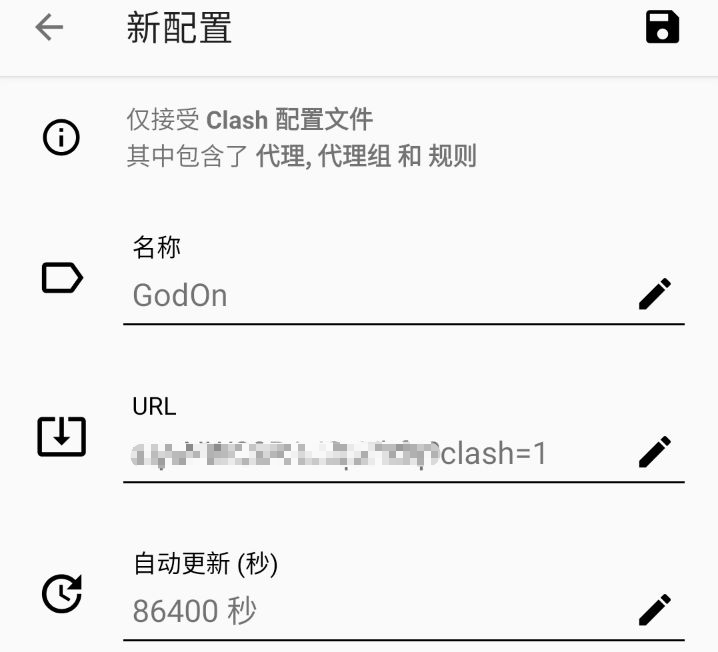 新配置
仅接受 Clash 配置文件
其中包含了 代理, 代理组 和 规则
名称
GodOn
URL
clash=1
自动更新 (秒)
86400 秒